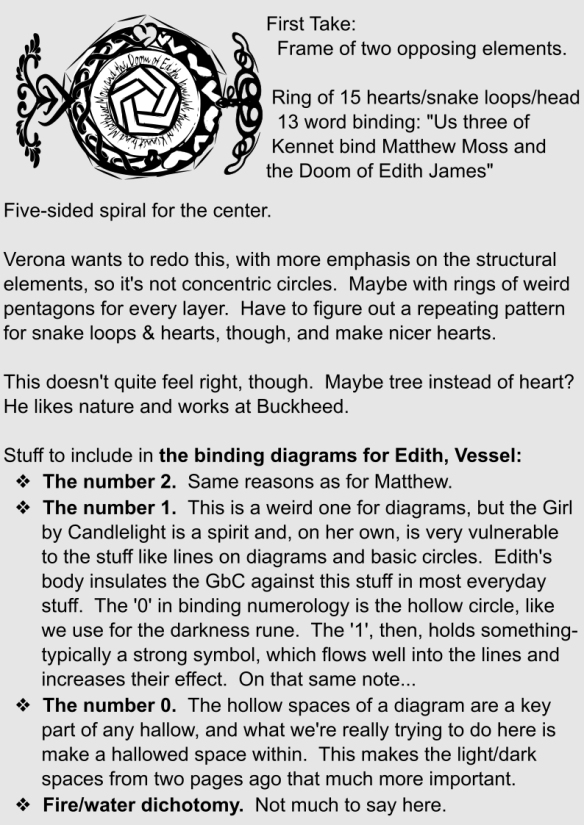 First Take:
Frame of two opposing elements.
Ring of 15 hearts/snake loops/head
13 word binding: "Us three of
Kennet bind Matthew Moss and
the Doom of Edith James"
Five-sided spiral for the center.
Verona wants to redo this, with more emphasis on the structural
elements, so it's not concentric circles. Maybe with rings of weird
pentagons for every layer. Have to figure out a repeating pattern
for snake loops & hearts, though, and make nicer hearts.
This doesn't quite feel right, though. Maybe tree instead of heart?
He likes nature and works at Buckheed.
Stuff to include in the binding diagrams for Edith, Vessel:
❖ The number 2. Same reasons as for Matthew.
❖ The number 1. This is a weird one for diagrams, but the Girl
by Candlelight is a spirit and, on her own, is very vulnerable
to the stuff like lines on diagrams and basic circles. Edith's
body insulates the GbC against this stuff in most everyday
stuff. The '0' in binding numerology is the hollow circle, like
we use for the darkness rune. The '1', then, holds something-
typically a strong symbol, which flows well into the lines and
increases their effect. On that same note...
❖ The number 0. The hollow spaces of a diagram are a key
part of any hallow, and what we're really trying to do here is
make a hallowed space within. This makes the light/dark
spaces from two pages ago that much more important.
❖ Fire/water dichotomy. Not much to say here.